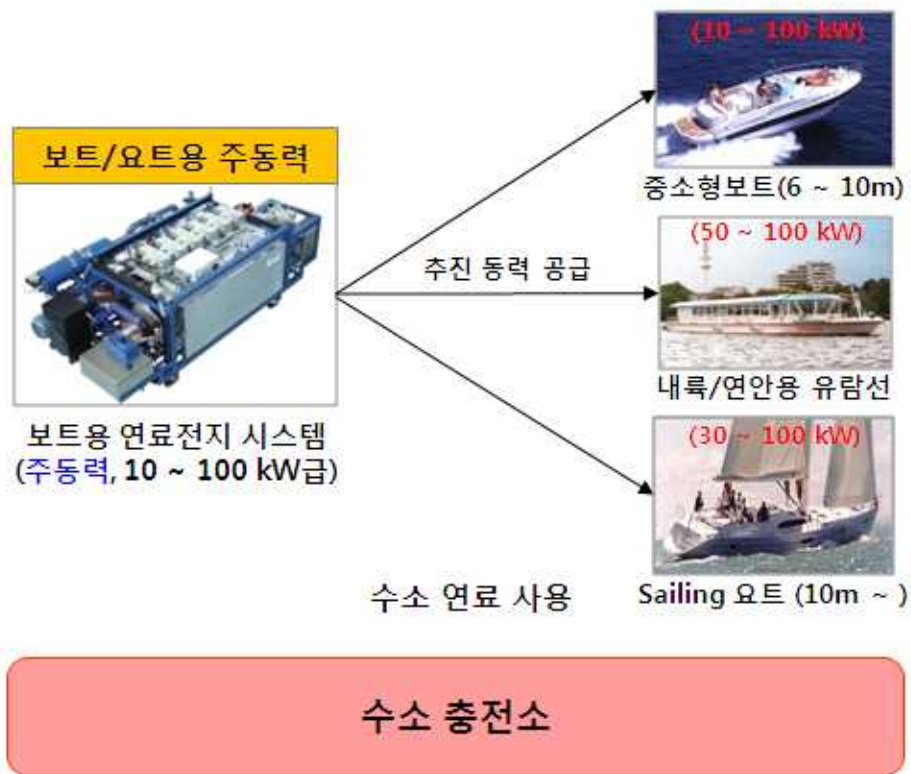 보트/요트용 주동력
보트용 연료전지 시스템
(주동력, 10 ~ 100 kW급)
추진 동력 공급
(10 ~ 100 kW)
중소형보트(6 ~ 10m)
(50 ~ 100 kW)
내륙/연안용 유람선
(30 ~ 100 kW)
Sailing 요트 (10m ~ )
수소 연료 사용
수소 충전소